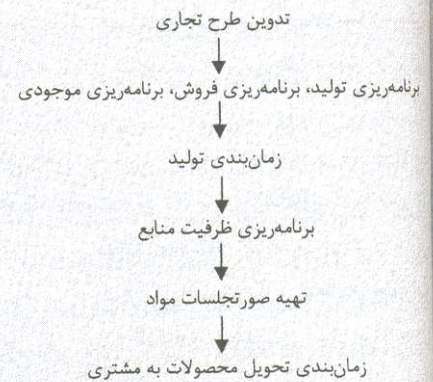 تدوین طرح تجاری
برنامه‌ریزی تولید، برنامه‌ریزی فروش، برنامه‌ریزی موجودی
زمان‌بندی تولید
برنامه‌ریزی ظرفیت منابع
تهیه صورتجلسات مواد
زمان‌بندی تحویل محصولات به مشتری